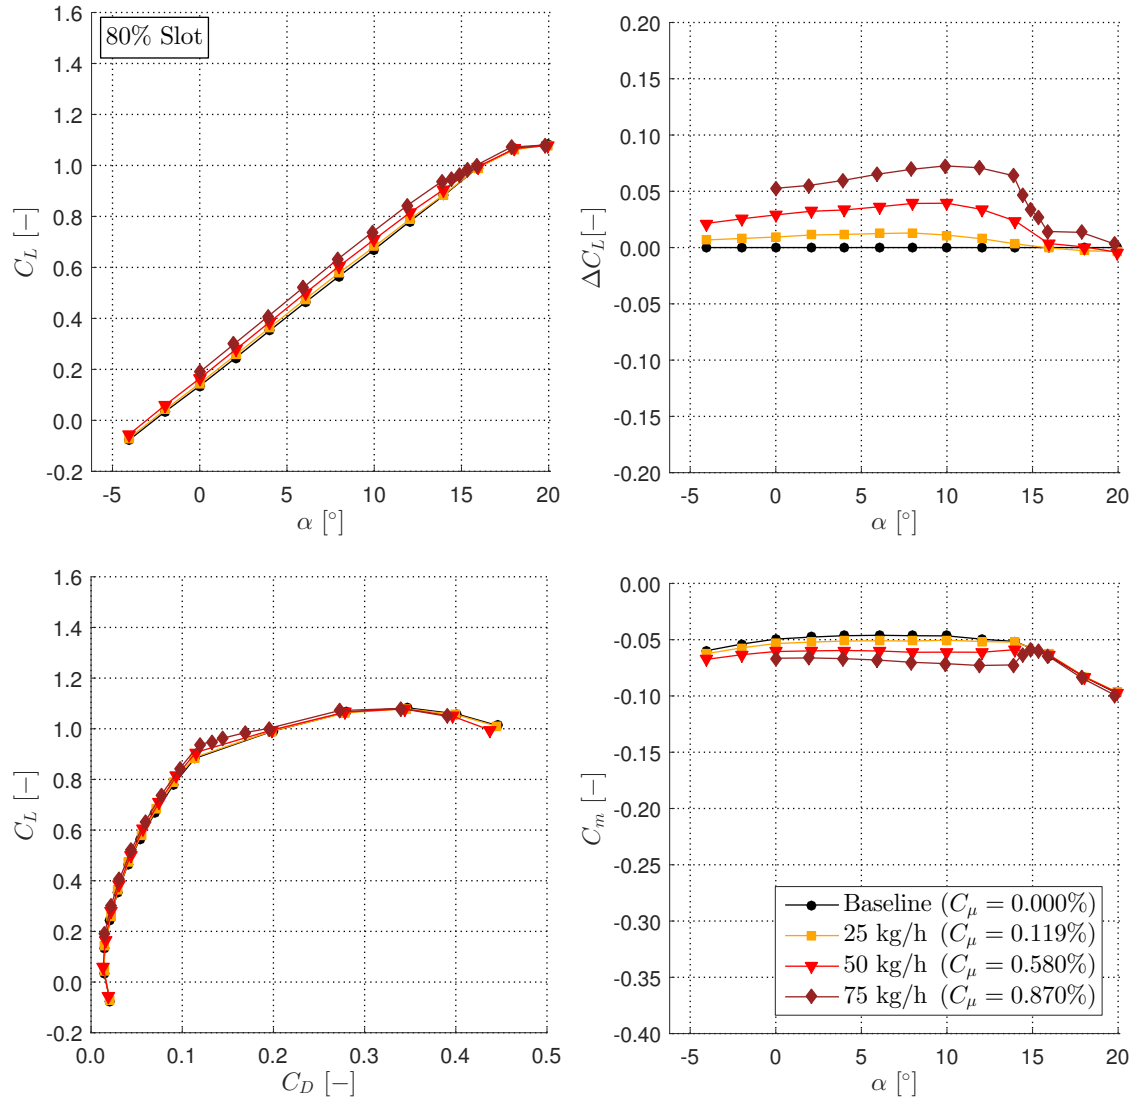 80% Slot
1.6
1.4
1.2
1.0
0.8
0.6
0.4
0.2
0.0
-0.2
C_L [−]
-5 0 5 10 15 20
α [°]
0.20
0.15
0.10
0.05
0.00
-0.05
-0.10
-0.15
-0.20
ΔC_L[−]
-5 0 5 10 15 20
α [°]
1.6
1.4
1.2
1.0
0.8
0.6
0.4
0.2
0.0
-0.2
C_L [−]
0.0 0.1 0.2 0.3 0.4 0.5
C_D [−]
0.00
-0.05
-0.10
-0.15
-0.20
-0.25
-0.30
-0.35
-0.40
C_m [−]
Baseline (C_μ = 0.000%)
25 kg/h (C_μ = 0.119%)
50 kg/h (C_μ = 0.580%)
75 kg/h (C_μ = 0.870%)
-5 0 5 10 15 20
α [°]